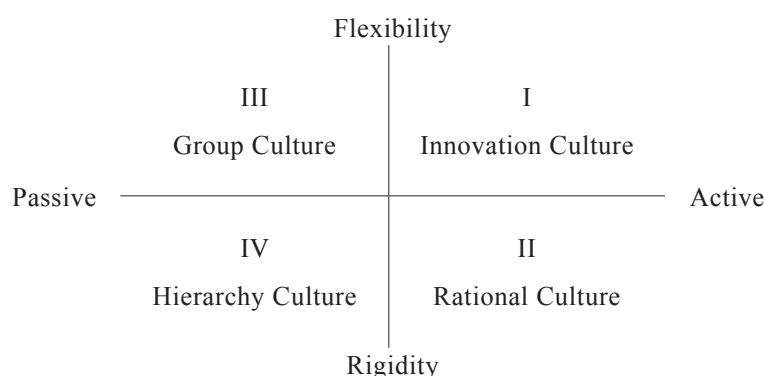 Flexibility
III
I
Group Culture
Innovation Culture
Passive
Active
IV
II
Hierarchy Culture
Rational Culture
Rigidity